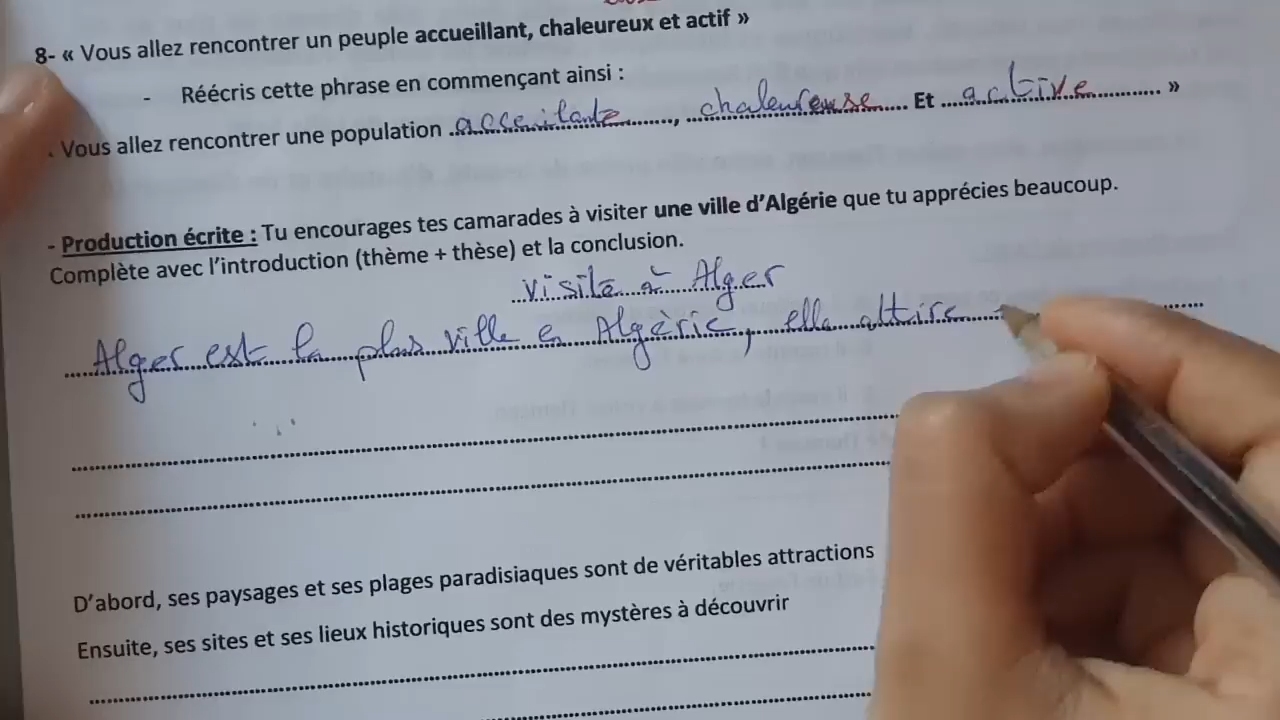 8- « Vous allez rencontrer un peuple accueillant, chaleureux et actif »
- Réécris cette phrase en commençant ainsi :
. Vous allez rencontrer une population acceuilante, chaleureuse Et active »
- Production écrite : Tu encourages tes camarades à visiter une ville d'Algérie que tu apprécies beaucoup.
Complète avec l'introduction (thème + thèse) et la conclusion.
visite à Alger
Alger est la plus ville en Algèrie, elle attire
D'abord, ses paysages et ses plages paradisiaques sont de véritables attractions
Ensuite, ses sites et ses lieux historiques sont des mystères à découvrir